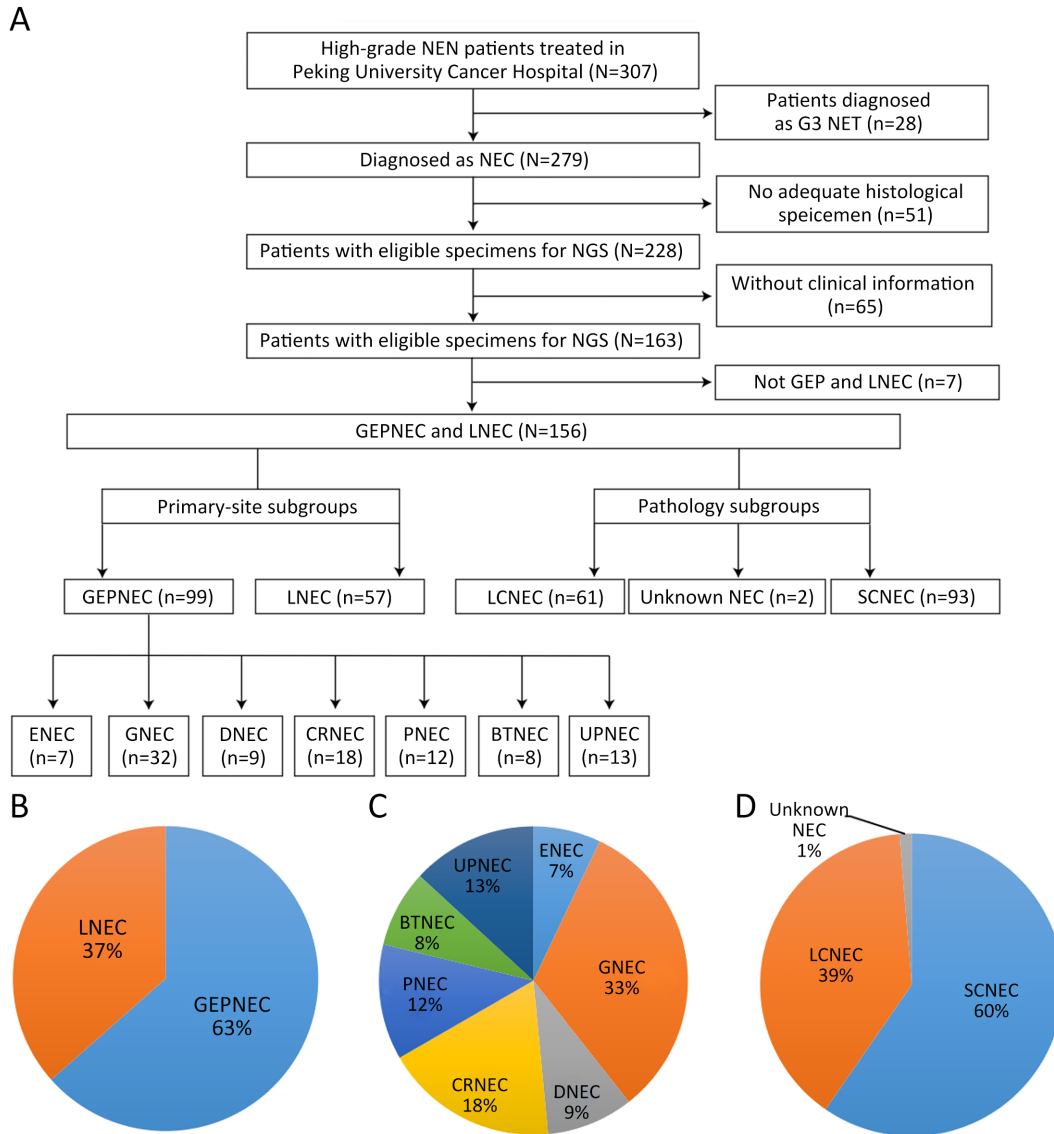 A
High-grade NEN patients treated in
Peking University Cancer Hospital (N=307)
Patients diagnosed
as G3 NET (n=28)
Diagnosed as NEC (N=279)
No adequate histological
speicemen (n=51)
Patients with eligible specimens for NGS (N=228)
Without clinical information
(n=65)
Patients with eligible specimens for NGS (N=163)
Not GEP and LNEC (n=7)
GEPNEC and LNEC (N=156)
Primary-site subgroups
Pathology subgroups
GEPNEC (n=99)
LNEC (n=57)
LCNEC (n=61)
Unknown NEC (n=2)
SCNEC (n=93)
ENEC
(n=7)
GNEC
(n=32)
DNEC
(n=9)
CRNEC
(n=18)
PNEC
(n=12)
BTNEC
(n=8)
UPNEC
(n=13)
B
LNEC
37%
GEPNEC
63%
C
UPNEC
13%
ENEC
7%
BTNEC
8%
GNEC
33%
PNEC
12%
CRNEC
18%
DNEC
9%
D
Unknown
NEC
1%
LCNEC
39%
SCNEC
60%